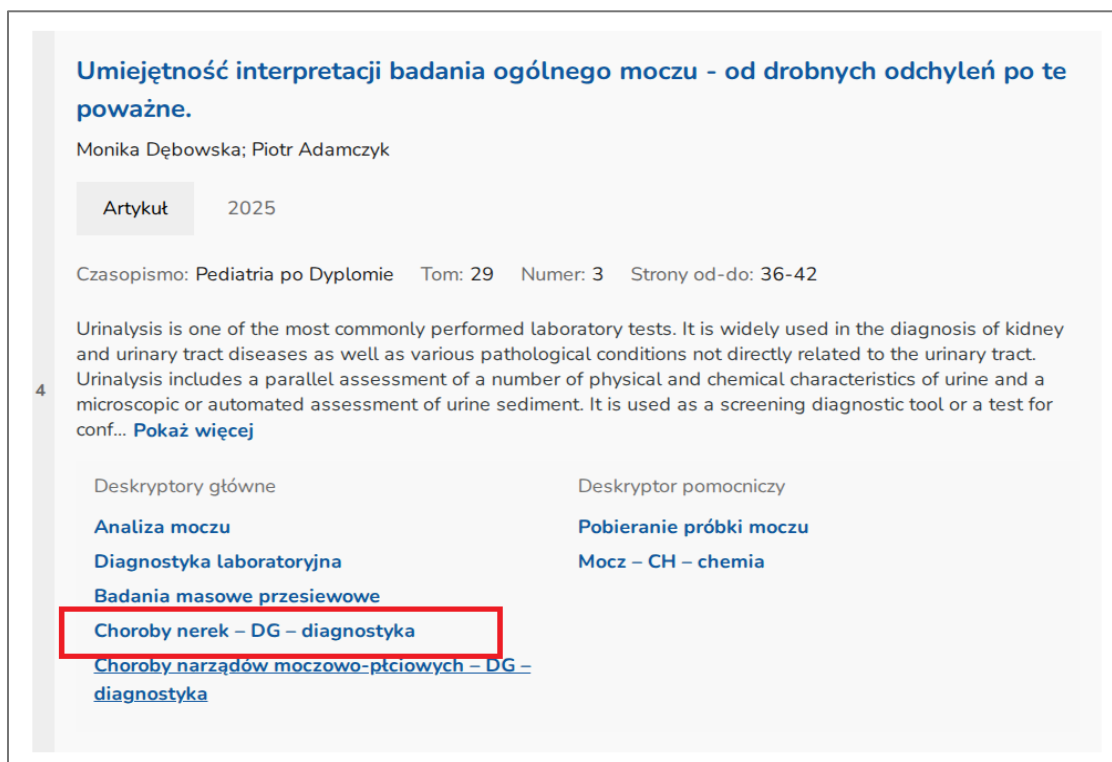 Umiejętność interpretacji badania ogólnego moczu - od drobnych odchyleń po te
poważne.
Monika Dębowska; Piotr Adamczyk
Artykuł 2025
Czasopismo: Pediatria po Dyplomie Tom: 29 Numer: 3 Strony od-do: 36-42
Urinalysis is one of the most commonly performed laboratory tests. It is widely used in the diagnosis of kidney
and urinary tract diseases as well as various pathological conditions not directly related to the urinary tract.
Urinalysis includes a parallel assessment of a number of physical and chemical characteristics of urine and a
4
microscopic or automated assessment of urine sediment. It is used as a screening diagnostic tool or a test for
conf... Pokaż więcej
Deskryptory główne
Analiza moczu
Diagnostyka laboratoryjna
Badania masowe przesiewowe
Choroby nerek – DG – diagnostyka
Choroby narządów moczowo-płciowych – DG –
diagnostyka
Deskryptor pomocniczy
Pobieranie próbki moczu
Mocz – CH – chemia